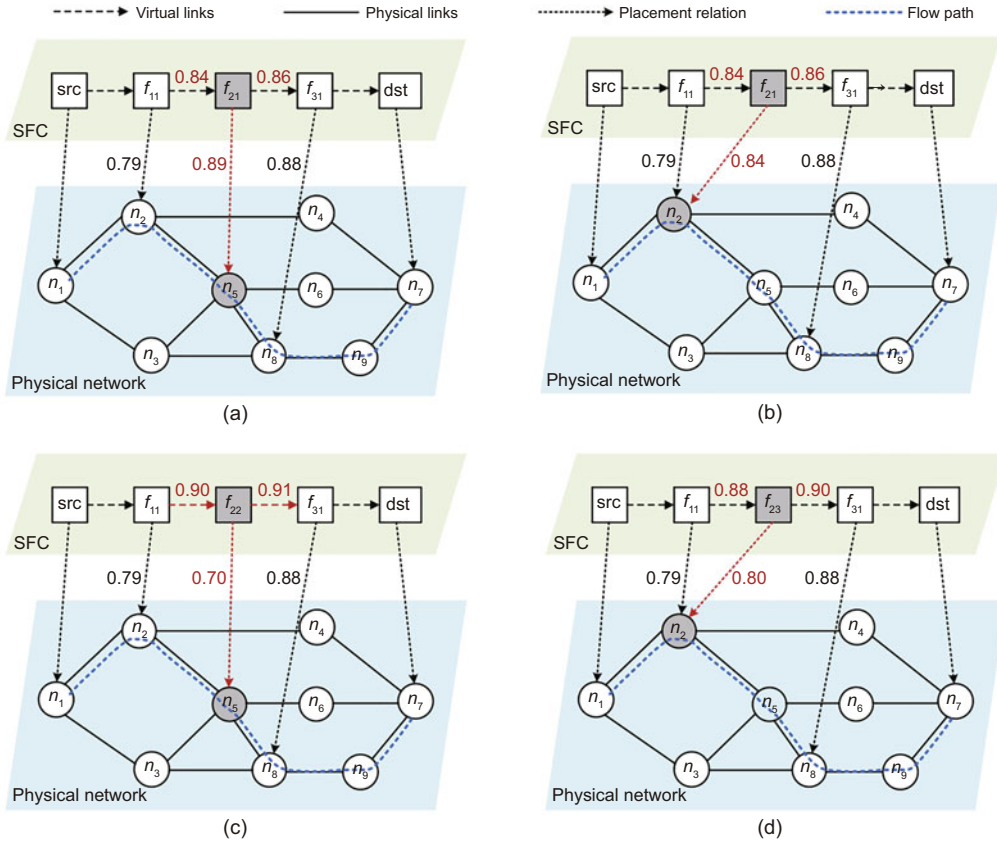 Virtual links
Physical links
Placement relation
Flow path
src
f11
0.84
f21
0.86
f31
dst
SFC
0.79
0.89
0.88
n2
n4
n1
n5
n6
n7
n3
n8
n9
Physical network
(a)
src
f11
0.84
f21
0.86
f31
dst
SFC
0.79
0.84
0.88
n2
n4
n1
n5
n6
n7
n3
n8
n9
Physical network
(b)
src
f11
0.90
f22
0.91
f31
dst
SFC
0.79
0.70
0.88
n2
n4
n1
n5
n6
n7
n3
n8
n9
Physical network
(c)
src
f11
0.88
f23
0.90
f31
dst
SFC
0.79
0.80
0.88
n2
n4
n1
n5
n6
n7
n3
n8
n9
Physical network
(d)